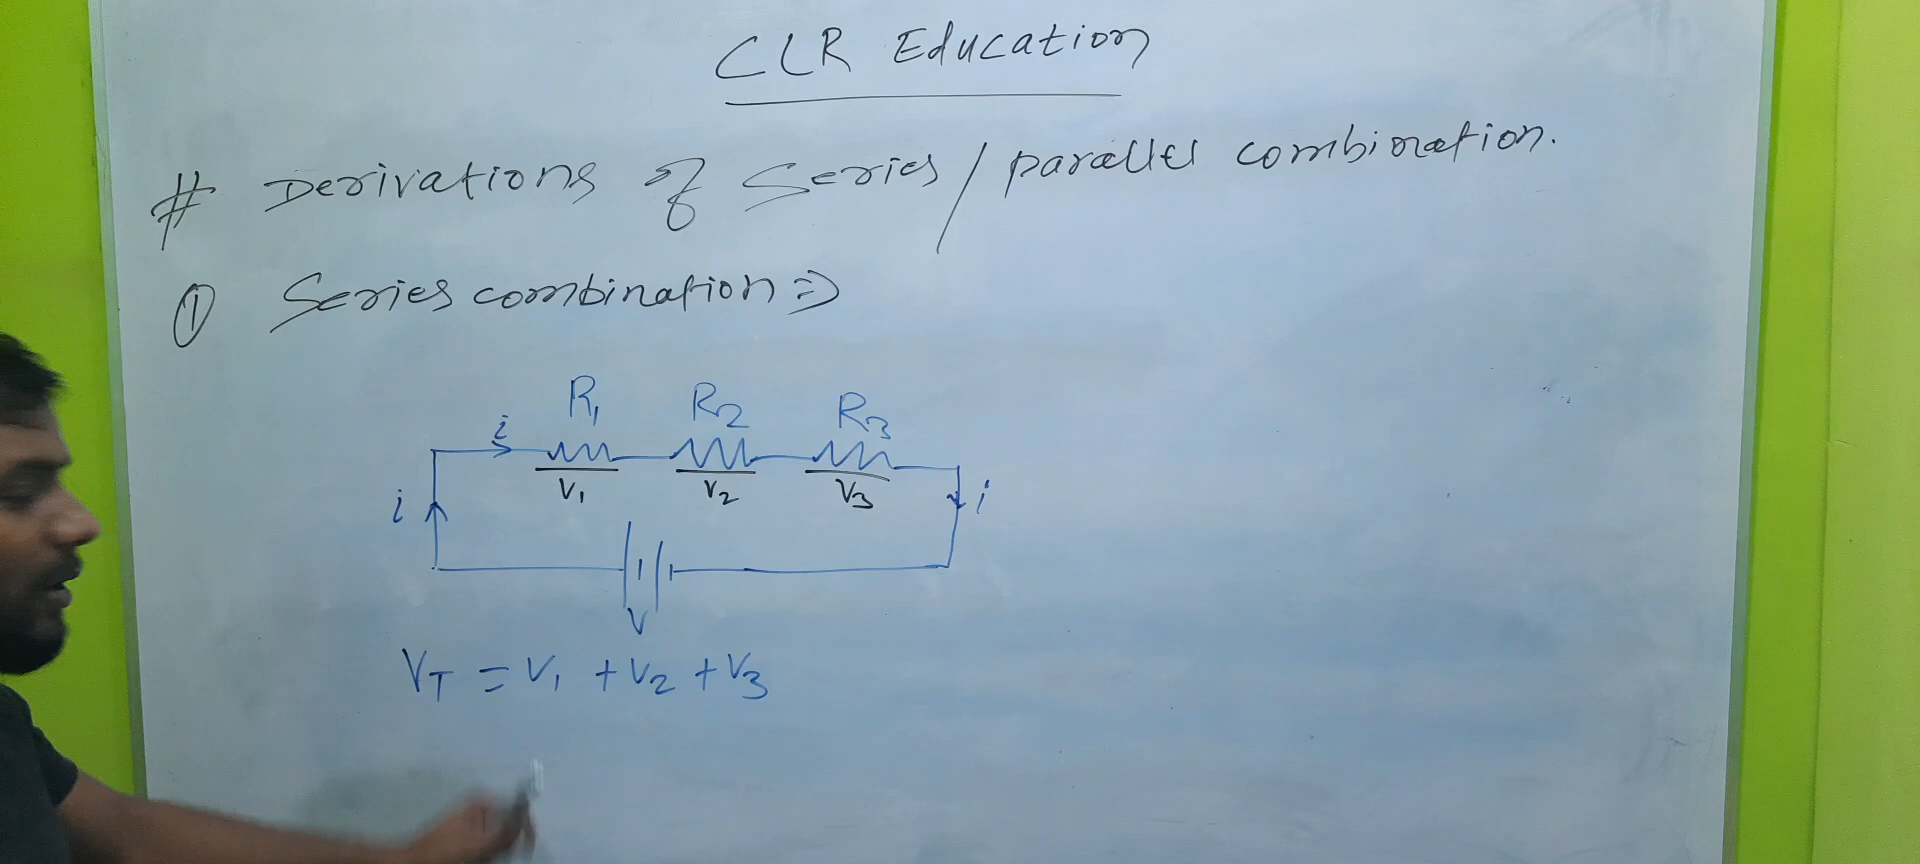 CLR Education
# Derivations of Series/parallel combination.
① Series combination ⇒
R1 R2 R3
i
V1 V2 V3
i i
V
VT = V1 + V2 + V3